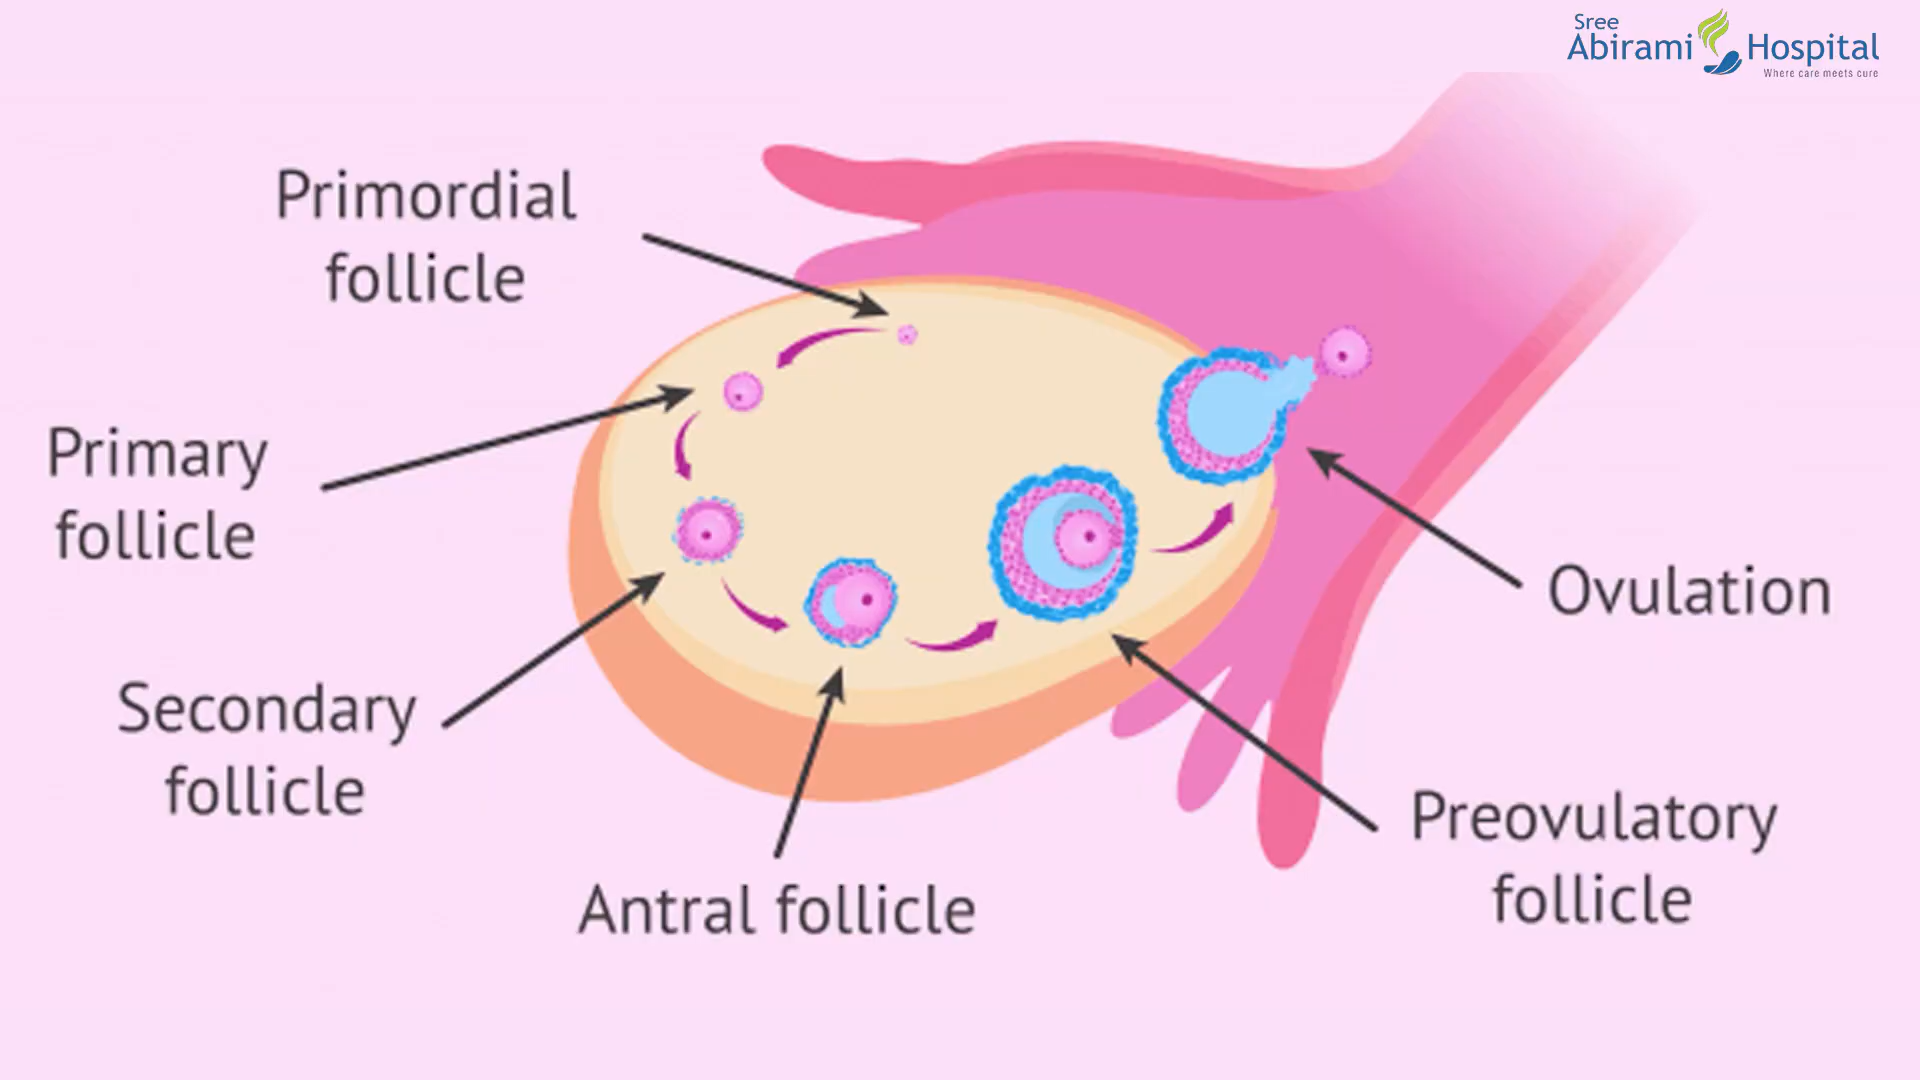 Sree
Abirami Hospital
Where care meets cure
Primordial
follicle
Primary
follicle
Secondary
follicle
Antral follicle
Preovulatory
follicle
Ovulation